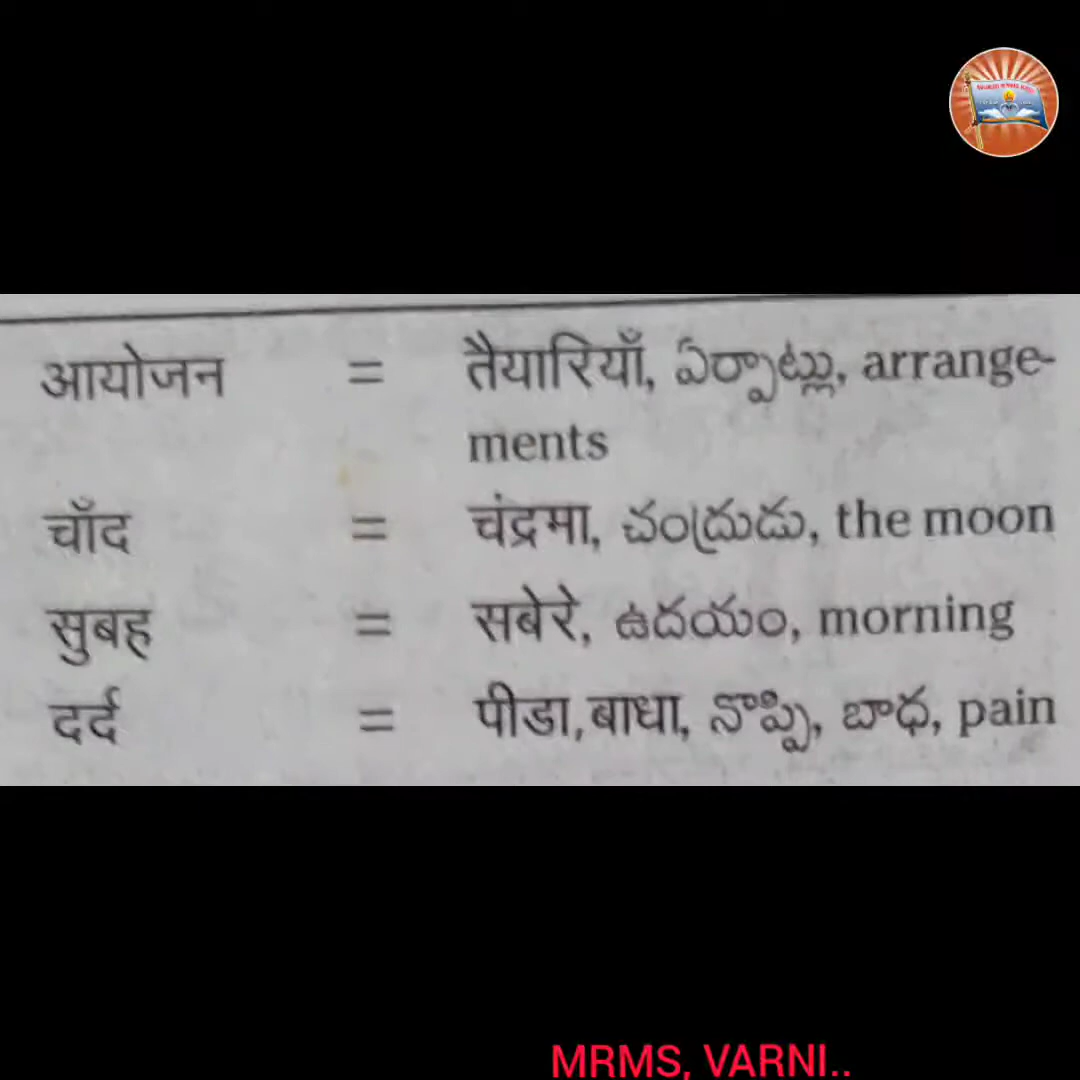 आयोजन = तैयारियाँ, ఏర్పాట్లు, arrange-
ments
चाँद = चंद्रमा, చంద్రుడు, the moon
सुबह = सबेरे, ఉదయం, morning
दर्द = पीडा, बाधा, నొప్పి, బాధ, pain
MRMS, VARNI..